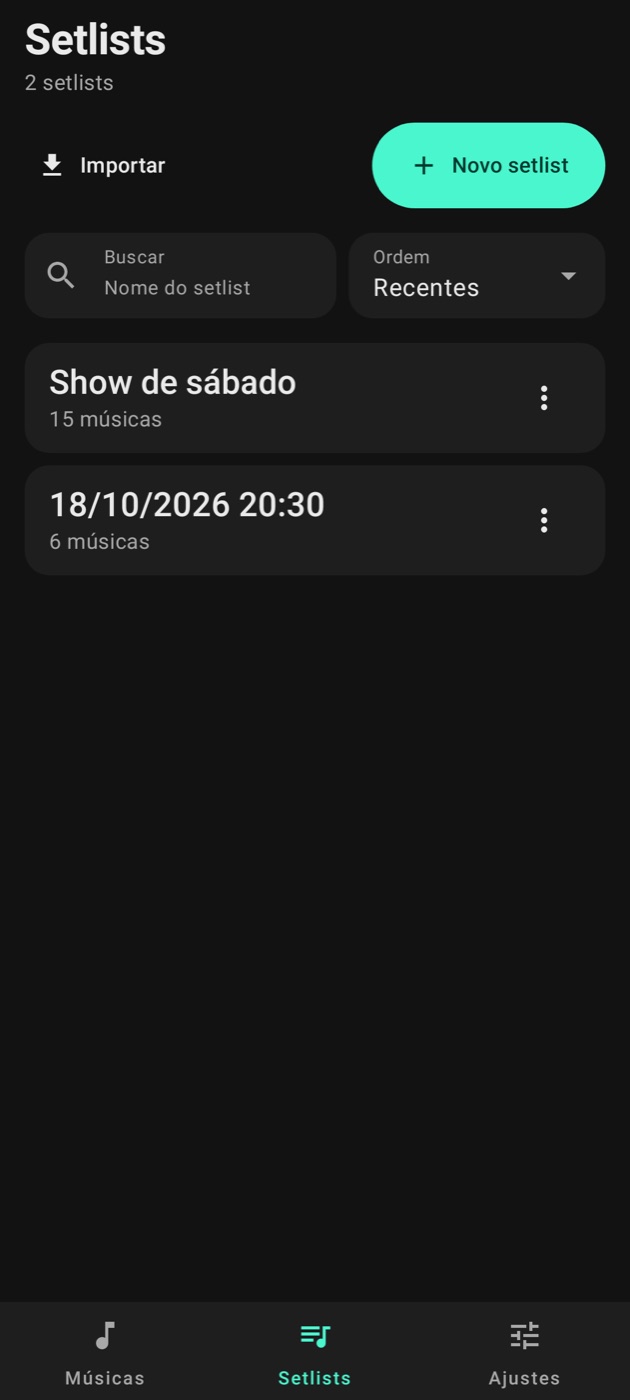 Setlists
2 setlists
Importar
Novo setlist
Buscar
Nome do setlist
Ordem
Recentes
Show de sábado
15 músicas
18/10/2026 20:30
6 músicas
Músicas
Setlists
Ajustes